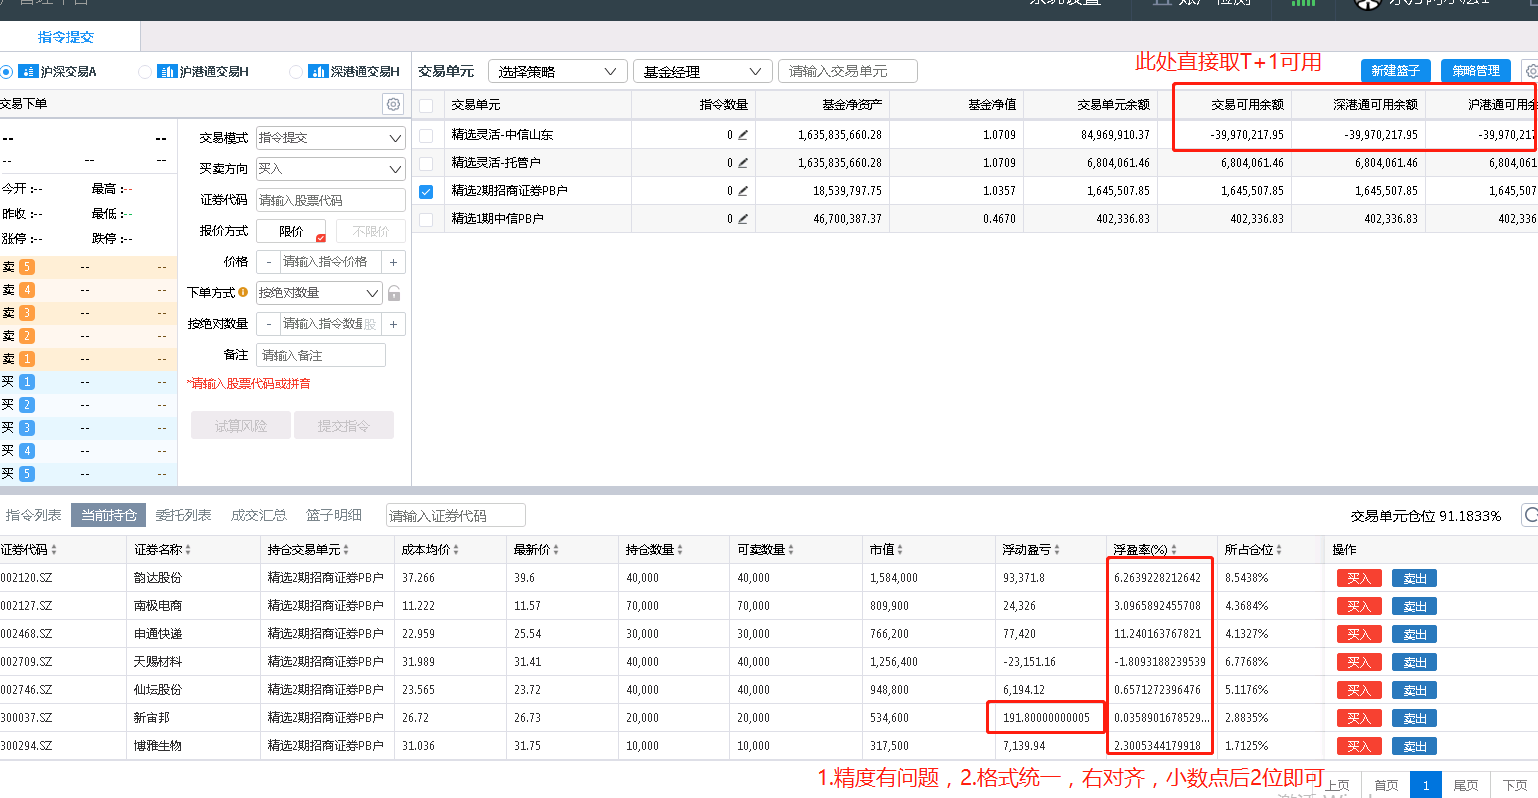 指令提交
此处直接取T+1可用
沪深交易A 沪港通交易H 深港通交易H
交易单元 选择策略 基金经理 请输入交易单元 新建篮子 策略管理
交易下单
交易单元 指令数量 基金净资产 基金净值 交易单元余额 交易可用余额 深港通可用余额 沪港通可用余
精选灵活-中信山东 0 1,635,835,660.28 1.0709 84,969,910.37 -39,970,217.95 -39,970,217.95 -39,970,217
精选灵活-托管户 0 1,635,835,660.28 1.0709 6,804,061.46 6,804,061.46 6,804,061.46 6,804,061
精选2期招商证券PB户 0 18,539,797.75 1.0357 1,645,507.85 1,645,507.85 1,645,507.85 1,645,507
精选1期中信PB户 0 46,700,387.37 0.4670 402,336.83 402,336.83 402,336.83 402,336
-- --
-- -- --
今开:-- 最高:--
昨收:-- 最低:--
涨停:-- 跌停:--
卖 5 -- --
卖 4 -- --
卖 3 -- --
卖 2 -- --
卖 1 -- --
买 1 -- --
买 2 -- --
买 3 -- --
买 4 -- --
买 5 -- --
交易模式 指令提交
买卖方向 买入
证券代码 请输入股票代码
报价方式 限价 不限价
价格 - 请输入指令价格 +
下单方式 按绝对数量
按绝对数量 - 请输入指令数量 股 +
备注 请输入备注
*请输入股票代码或拼音
试算风险 提交指令
指令列表 当前持仓 委托列表 成交汇总 篮子明细 请输入证券代码 交易单元仓位 91.1833%
证券代码 证券名称 持仓交易单元 成本均价 最新价 持仓数量 可卖数量 市值 浮动盈亏 浮盈率(%) 所占仓位 操作
002120.SZ 韵达股份 精选2期招商证券PB户 37.266 39.6 40,000 40,000 1,584,000 93,371.8 6.2639228212642 8.5438% 买入 卖出
002127.SZ 南极电商 精选2期招商证券PB户 11.222 11.57 70,000 70,000 809,900 24,326 3.0965892455708 4.3684% 买入 卖出
002468.SZ 申通快递 精选2期招商证券PB户 22.959 25.54 30,000 30,000 766,200 77,420 11.240163767821 4.1327% 买入 卖出
002709.SZ 天赐材料 精选2期招商证券PB户 31.989 31.41 40,000 40,000 1,256,400 -23,151.16 -1.8093188239539 6.7768% 买入 卖出
002746.SZ 仙坛股份 精选2期招商证券PB户 23.565 23.72 40,000 40,000 948,800 6,194.12 0.6571272396476 5.1176% 买入 卖出
300037.SZ 新宙邦 精选2期招商证券PB户 26.72 26.73 20,000 20,000 534,600 191.80000000005 0.0358901678529... 2.8835% 买入 卖出
300294.SZ 博雅生物 精选2期招商证券PB户 31.036 31.75 10,000 10,000 317,500 7,139.94 2.3005344179918 1.7125% 买入 卖出
1.精度有问题，2.格式统一，右对齐，小数点后2位即可
上页 首页 1 尾页 下页